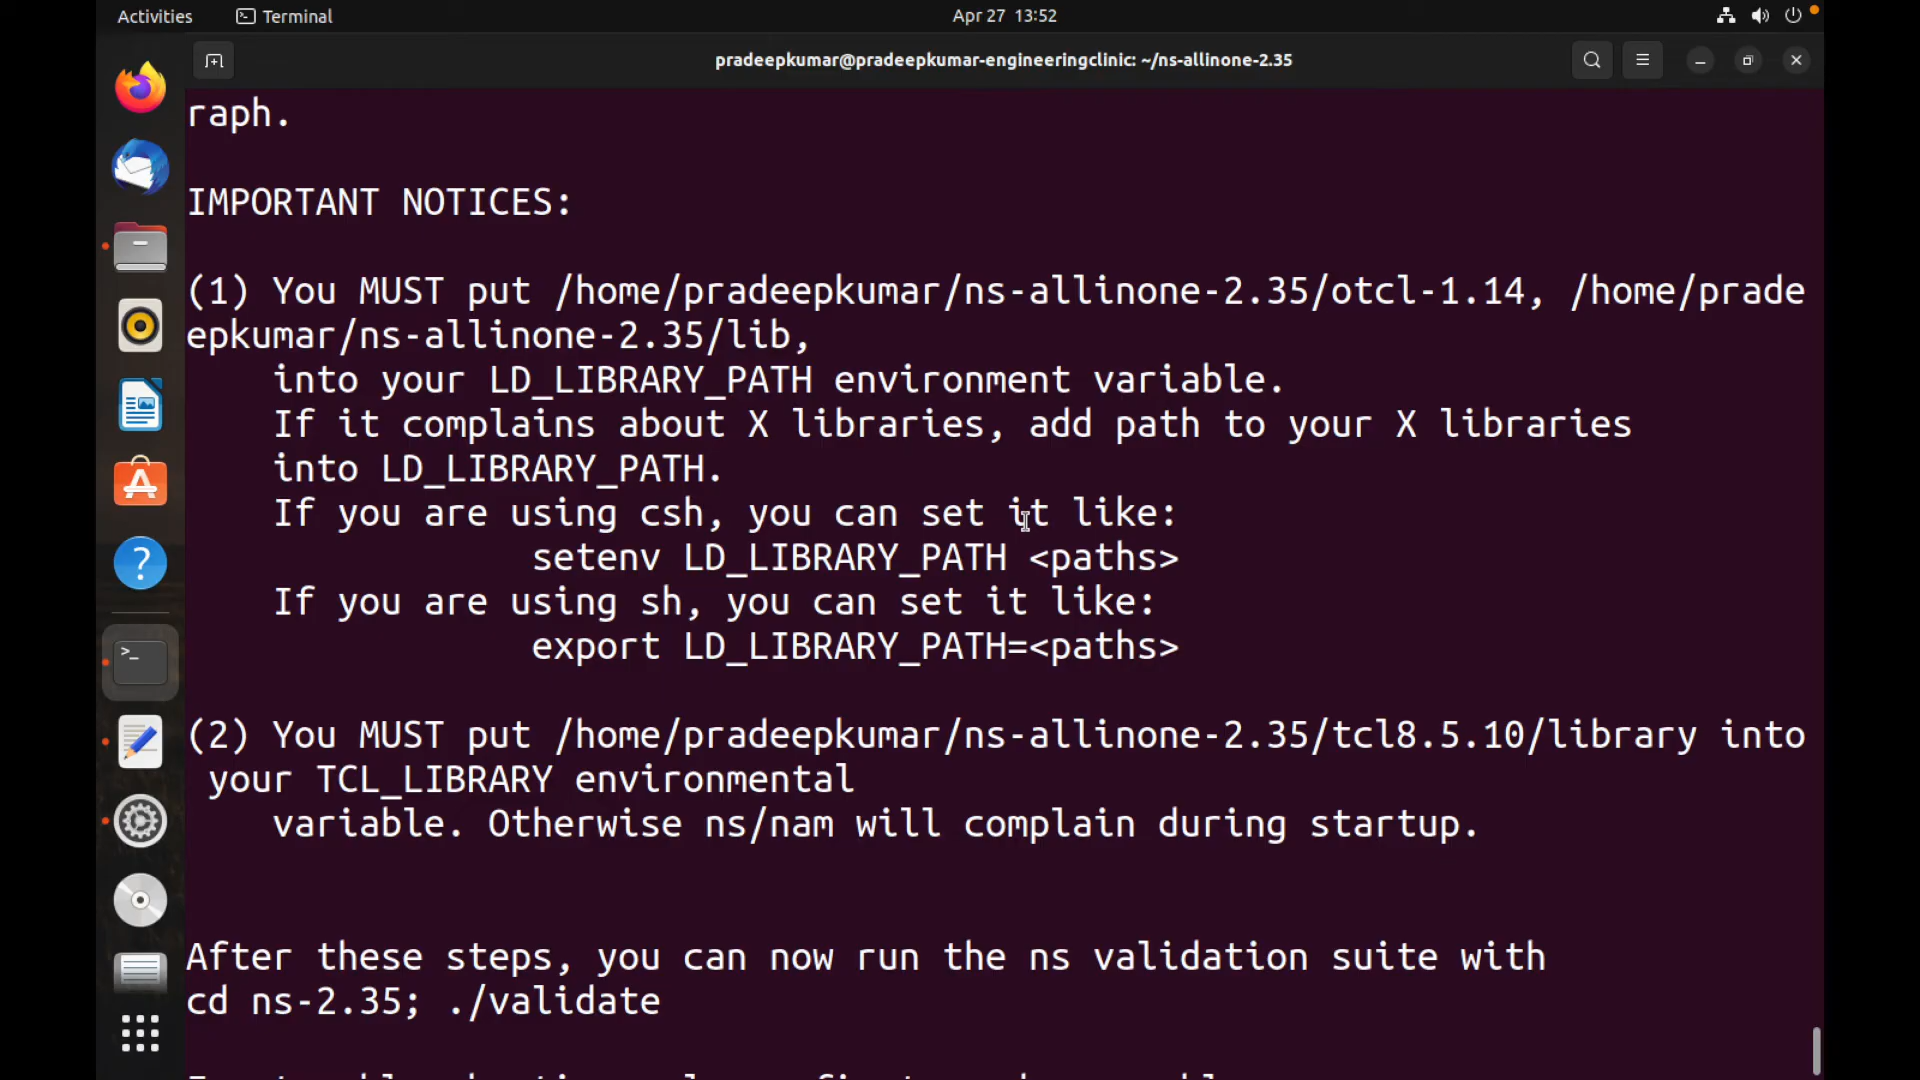 Activities
Terminal
Apr 27 13:52
pradeepkumar@pradeepkumar-engineeringclinic: ~/ns-allinone-2.35
raph.
IMPORTANT NOTICES:
(1) You MUST put /home/pradeepkumar/ns-allinone-2.35/otcl-1.14, /home/prade
epkumar/ns-allinone-2.35/lib,
into your LD_LIBRARY_PATH environment variable.
If it complains about X libraries, add path to your X libraries
into LD_LIBRARY_PATH.
If you are using csh, you can set it like:
setenv LD_LIBRARY_PATH <paths>
If you are using sh, you can set it like:
export LD_LIBRARY_PATH=<paths>
(2) You MUST put /home/pradeepkumar/ns-allinone-2.35/tcl8.5.10/library into
your TCL_LIBRARY environmental
variable. Otherwise ns/nam will complain during startup.
After these steps, you can now run the ns validation suite with
cd ns-2.35; ./validate